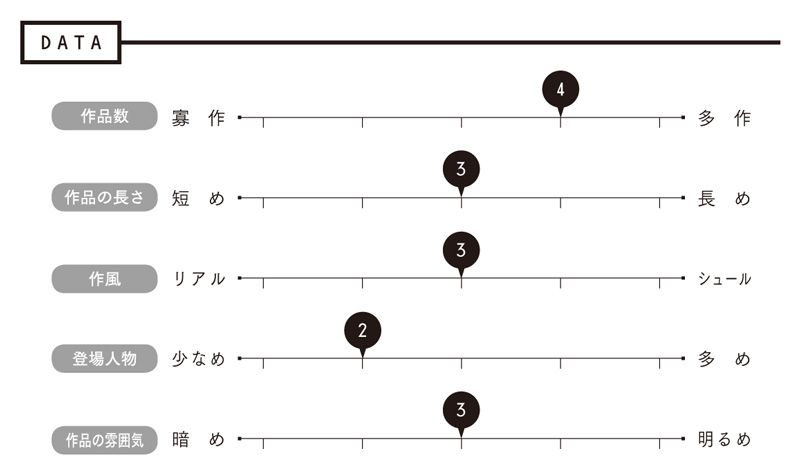 DATA
4
作品数 寡作 多作
3
作品の長さ 短め 長め
3
作風 リアル シュール
2
登場人物 少なめ 多め
3
作品の雰囲気 暗め 明るめ